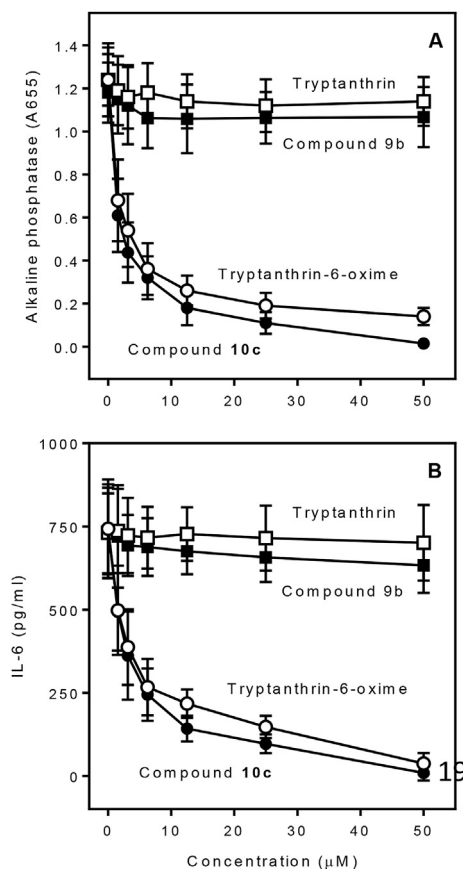 A
1.4
1.2
1.0
0.8
0.6
0.4
0.2
0.0
Alkaline phosphatase (A655)
Tryptanthrin
Compound 9b
Tryptanthrin-6-oxime
Compound 10c
0 10 20 30 40 50
B
1000
750
500
250
0
IL-6 (pg/ml)
Tryptanthrin
Compound 9b
Tryptanthrin-6-oxime
Compound 10c
19
0 10 20 30 40 50
Concentration (μM)